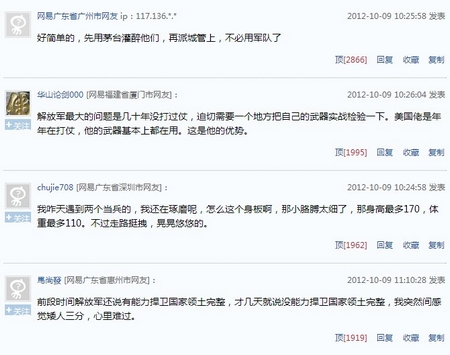 网易广东省广州市网友 ip：117.136.*.*
2012-10-09 10:25:58 发表
好简单的，先用茅台灌醉他们，再派城管上，不必用军队了
顶[2866] 回复 收藏 复制
华山论剑000 [网易福建省厦门市网友]：
2012-10-09 10:26:04 发表
解放军最大的问题是几十年没打过仗，迫切需要一个地方把自己的武器实战检验一下。美国佬是年
年在打仗，他的武器基本上都在用。这是他的优势。
+关注
顶[1995] 回复 收藏 复制
chujie708 [网易广东省深圳市网友]：
2012-10-09 10:24:58 发表
我咋天遇到两个当兵的，我还在琢磨呢，怎么这个身板啊，那小胳膊太细了，那身高最多170，体
重最多110。不过走路挺拽，晃晃悠悠的。
+关注
顶[1962] 回复 收藏 复制
馬尚發 [网易广东省惠州市网友]：
2012-10-09 11:10:28 发表
前段时间解放军还说有能力捍卫国家领土完整，才几天就说没能力捍卫国家领土完整，我突然间感
觉矮人三分，心里难过。
+关注
顶[1919] 回复 收藏 复制